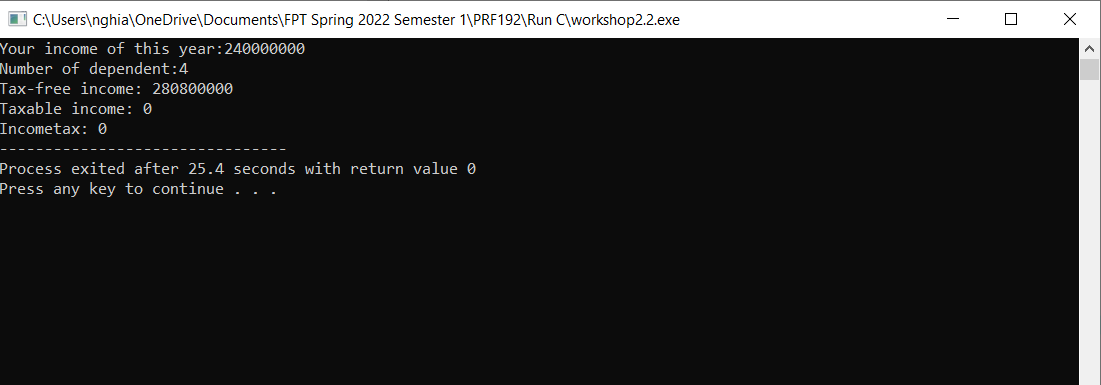 C:\Users\nghia\OneDrive\Documents\FPT Spring 2022 Semester 1\PRF192\Run C\workshop2.2.exe
Your income of this year:240000000
Number of dependent:4
Tax-free income: 280800000
Taxable income: 0
Incometax: 0
--------------------------------
Process exited after 25.4 seconds with return value 0
Press any key to continue . . .